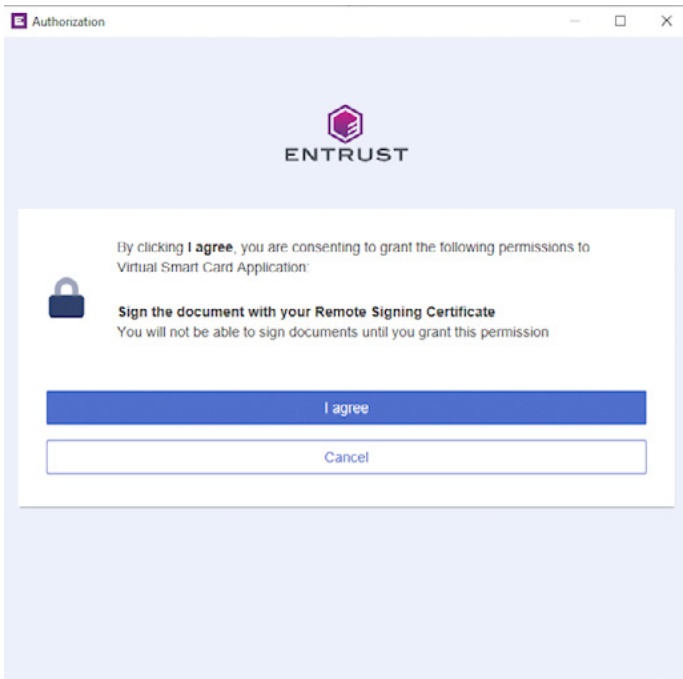 Authorization
ENTRUST
By clicking I agree, you are consenting to grant the following permissions to
Virtual Smart Card Application:
Sign the document with your Remote Signing Certificate
You will not be able to sign documents until you grant this permission
I agree
Cancel